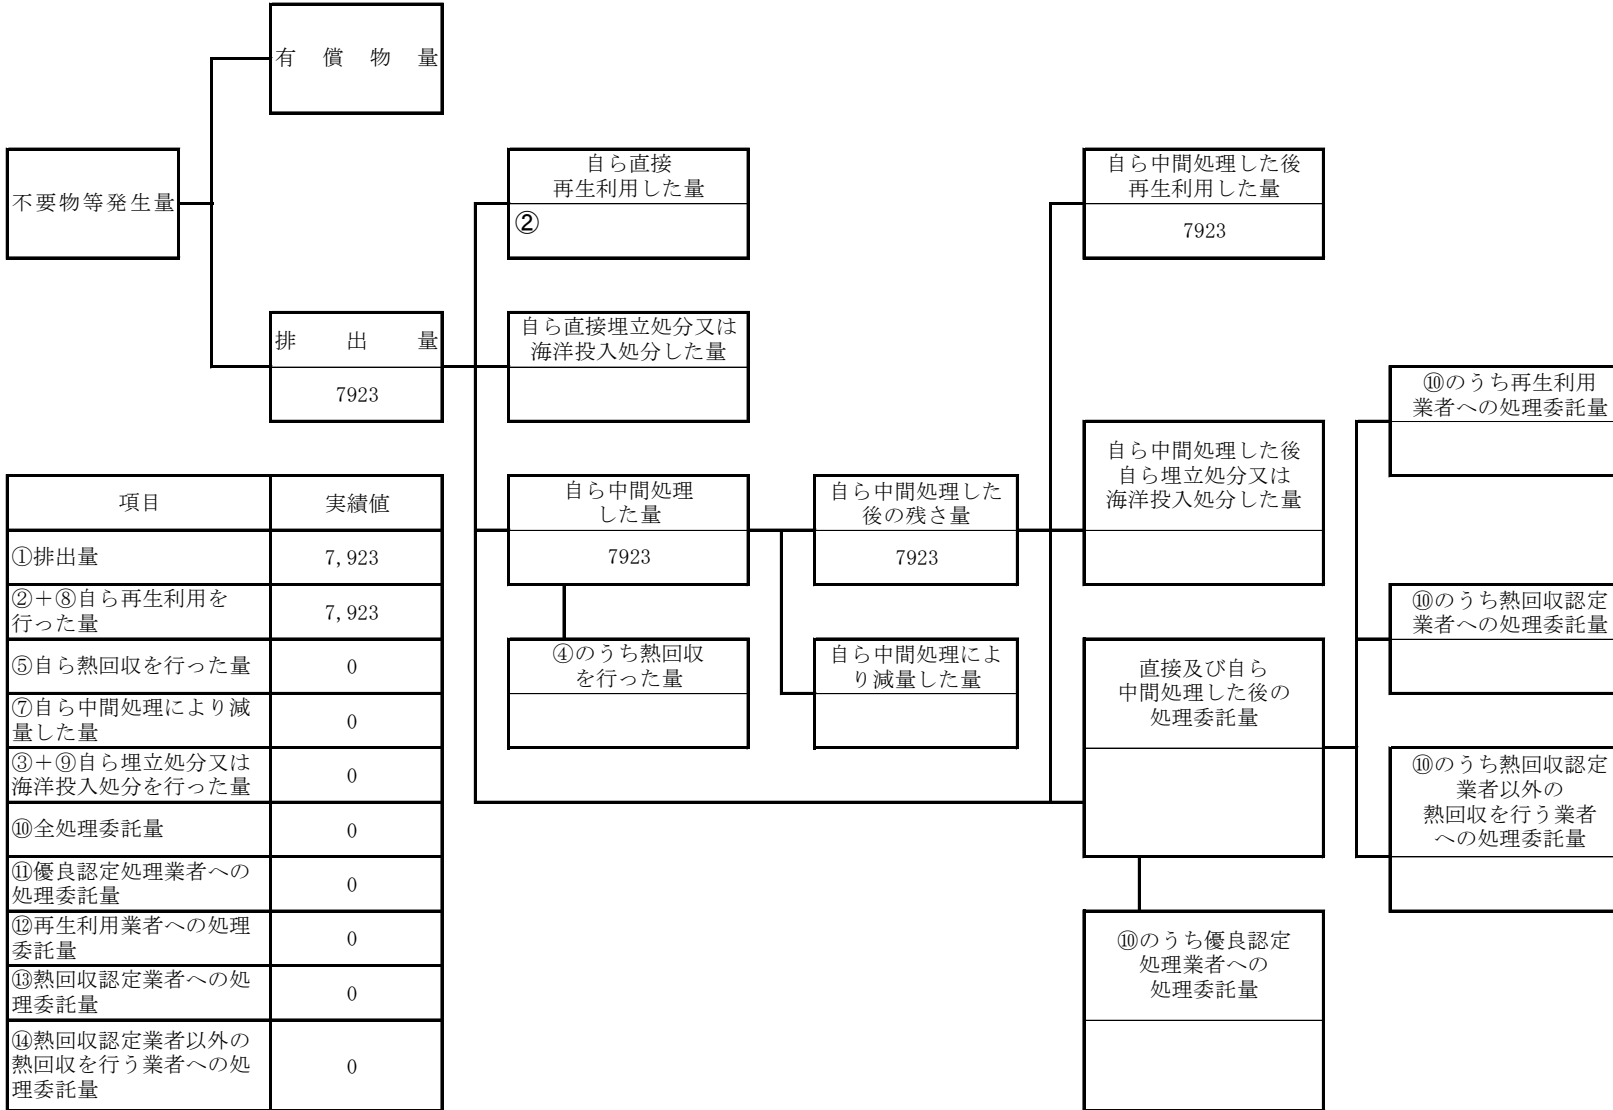 有償物量
不要物等発生量
自ら直接
再生利用した量
②
自ら中間処理した後
再生利用した量
7923
排出量
7923
自ら直接埋立処分又は
海洋投入処分した量
⑩のうち再生利用
業者への処理委託量
自ら中間処理した後
自ら埋立処分又は
海洋投入処分した量
自ら中間処理
した量
7923
自ら中間処理した
後の残さ量
7923
⑩のうち熱回収認定
業者への処理委託量
④のうち熱回収
を行った量
自ら中間処理によ
り減量した量
直接及び自ら
中間処理した後の
処理委託量
⑩のうち熱回収認定
業者以外の
熱回収を行う業者
への処理委託量
⑩のうち優良認定
処理業者への
処理委託量
項目 実績値
①排出量 7,923
②+⑧自ら再生利用を
行った量 7,923
⑤自ら熱回収を行った量 0
⑦自ら中間処理により減
量した量 0
③+⑨自ら埋立処分又は
海洋投入処分を行った量 0
⑩全処理委託量 0
⑪優良認定処理業者への
処理委託量 0
⑫再生利用業者への処理
委託量 0
⑬熱回収認定業者への処
理委託量 0
⑭熱回収認定業者以外の
熱回収を行う業者への処
理委託量 0